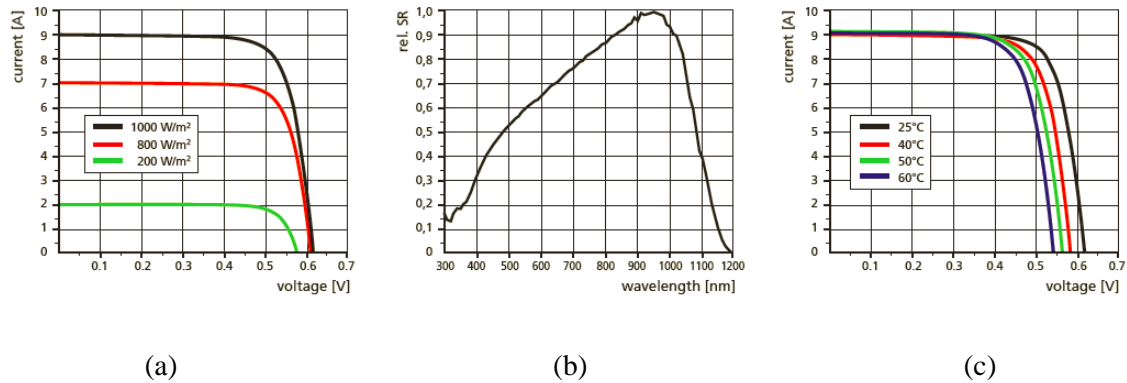 current [A]
10
9
8
7
6
5
4
3
2
1
0
1000 W/m²
800 W/m²
200 W/m²
0.1 0.2 0.3 0.4 0.5 0.6 0.7
voltage [V]
(a)
rel. SR
1,0
0,9
0,8
0,7
0,6
0,5
0,4
0,3
0,2
0,1
0
300 400 500 600 700 800 900 1000 1100 1200
wavelength [nm]
(b)
current [A]
10
9
8
7
6
5
4
3
2
1
0
25°C
40°C
50°C
60°C
0.1 0.2 0.3 0.4 0.5 0.6 0.7
voltage [V]
(c)